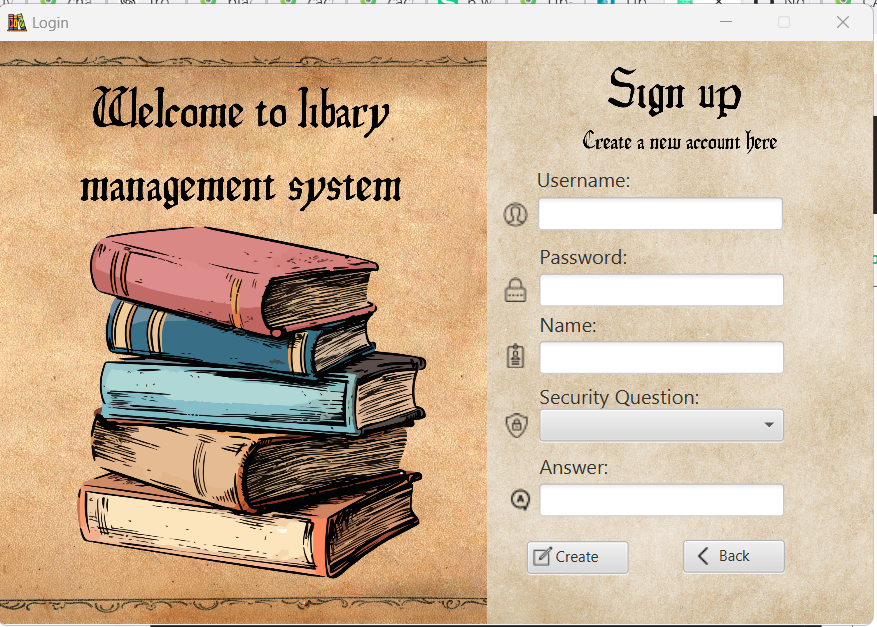 Login
Welcome to libary
management system
Sign up
Create a new account here
Username:
Password:
Name:
Security Question:
Answer:
Create
Back